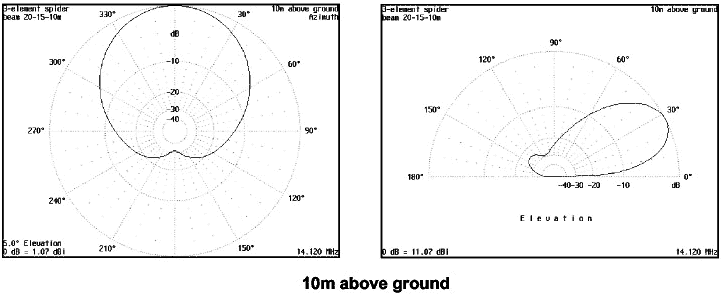 3-element spider
beam 20-15-10m
10m above ground
Azimuth
330°
30°
dB
300°
60°
-10
-20
-30
-40
270°
90°
240°
120°
210°
150°
5.0° Elevation
0 dB = 1.07 dBi
14.120 MHz
3-element spider
beam 20-15-10m
10m above ground
90°
120°
60°
150°
30°
180°
-40
-30
-20
-10
dB
0°
Elevation
0 dB = 11.07 dBi
14.120 MHz
10m above ground